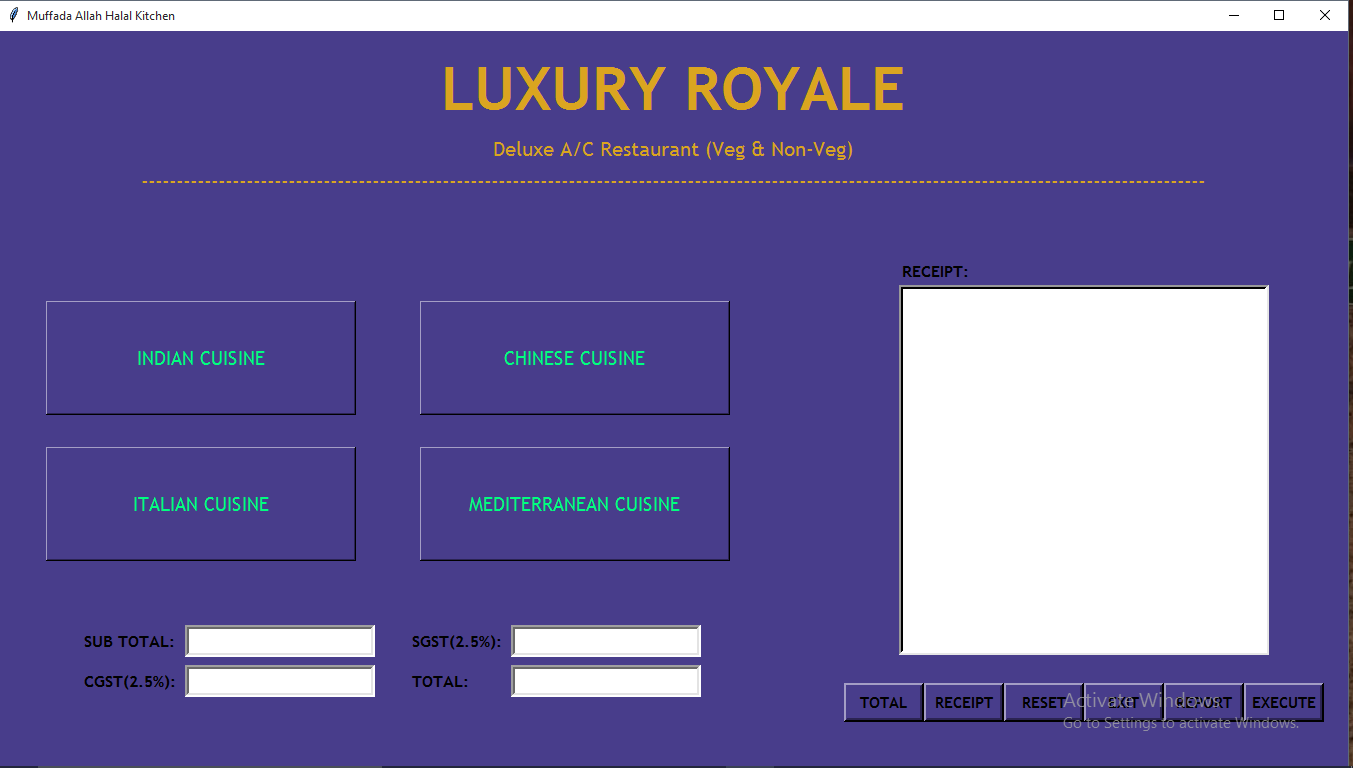 Muffada Allah Halal Kitchen
LUXURY ROYALE
Deluxe A/C Restaurant (Veg & Non-Veg)
RECEIPT:
INDIAN CUISINE
CHINESE CUISINE
ITALIAN CUISINE
MEDITERRANEAN CUISINE
SUB TOTAL:
SGST(2.5%):
CGST(2.5%):
TOTAL:
TOTAL
RECEIPT
RESET
EXIT
REPORT
EXECUTE
Activate Windows
Go to Settings to activate Windows.